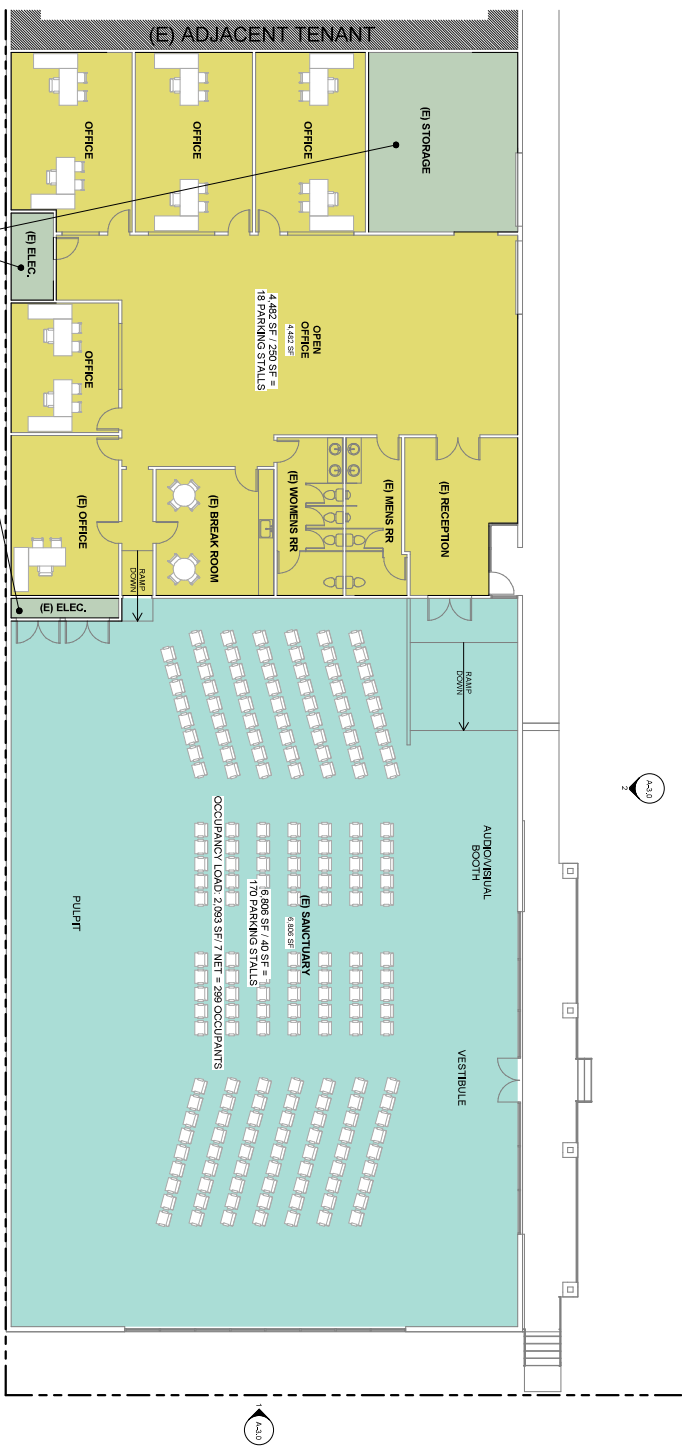 (E) ADJACENT TENANT
OFFICE
OFFICE
OFFICE
(E) STORAGE
(E) ELEC.
OPEN
OFFICE
4,482 SF
4,482 SF / 250 SF =
18 PARKING STALLS
OFFICE
(E) OFFICE
(E) BREAK ROOM
(E) WOMENS RR
(E) MENS RR
(E) RECEPTION
RAMP
DOWN
(E) ELEC.
RAMP
DOWN
AUDIO/VISIUAL
BOOTH
(E) SANCTUARY
6,806 SF
6,806 SF / 40 SF =
170 PARKING STALLS
OCCUPANCY LOAD: 2,093 SF/ 7 NET = 299 OCCUPANTS
PULPIT
VESTIBULE
A-3.0
2
1
A-3.0